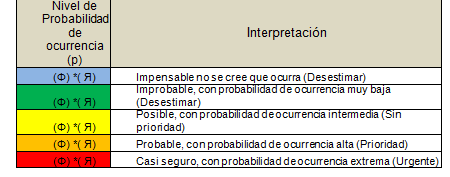 Nivel de
Probabilidad
de
ocurrencia
(p)
Interpretación
(Ф) *( Я)
Impensable no se cree que ocurra (Desestimar)
(Ф) *( Я)
Improbable, con probabilidad de ocurrencia muy baja
(Desestimar)
(Ф) *( Я)
Posible, con probabilidad de ocurrencia intermedia (Sin
prioridad)
(Ф) *( Я)
Probable, con probabilidad de ocurrencia alta (Prioridad)
(Ф) *( Я)
Casi seguro, con probabilidad de ocurrencia extrema (Urgente)